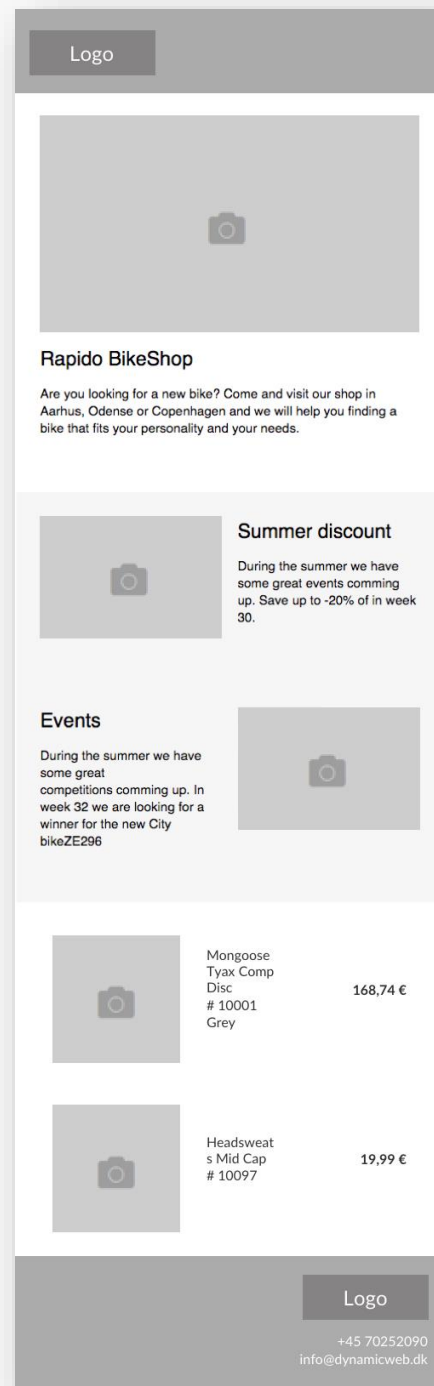 Logo
Rapido BikeShop
Are you looking for a new bike? Come and visit our shop in
Aarhus, Odense or Copenhagen and we will help you finding a
bike that fits your personality and your needs.
Summer discount
During the summer we have
some great events comming
up. Save up to -20% of in week
30.
Events
During the summer we have
some great
competitions comming up. In
week 32 we are looking for a
winner for the new City
bikeZE296
Mongoose
Tyax Comp
Disc
# 10001
Grey
168,74 €
Headsweat
s Mid Cap
# 10097
19,99 €
Logo
+45 70252090
info@dynamicweb.dk